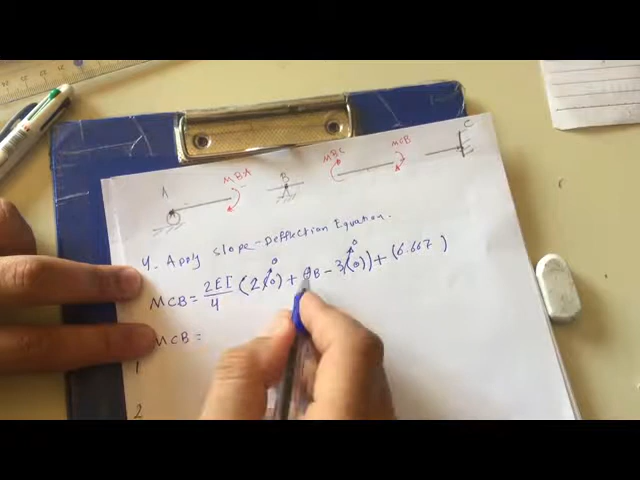 C
MBC MCB
A MBA B
4. Apply Slope-Deflection Equation.
0 0
MCB = 2EI/4 (2(0) + θB - 3(0)) + (6.667)
MCB =
1
2